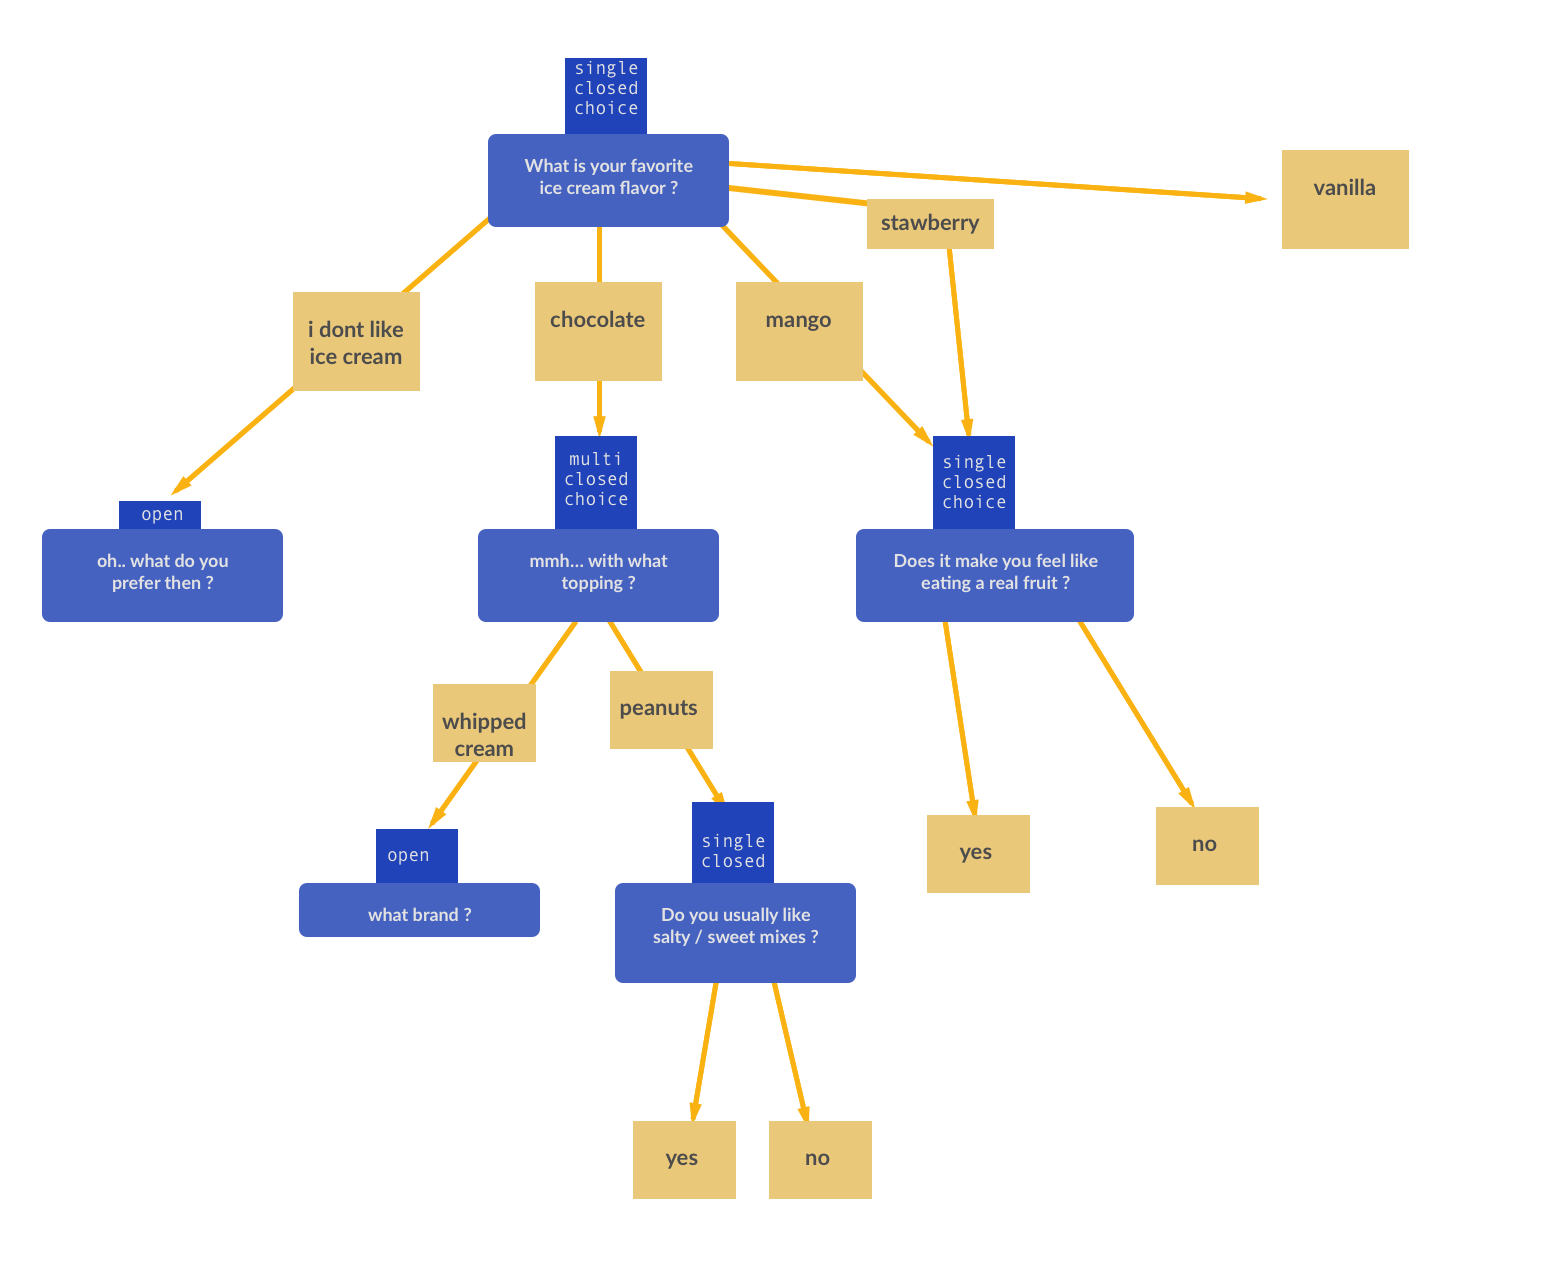 single
closed
choice
What is your favorite
ice cream flavor ?
vanilla
stawberry
i dont like
ice cream
chocolate
mango
open
oh.. what do you
prefer then ?
multi
closed
choice
mmh... with what
topping ?
single
closed
choice
Does it make you feel like
eating a real fruit ?
whipped
cream
peanuts
open
what brand ?
single
closed
Do you usually like
salty / sweet mixes ?
yes
no
yes
no